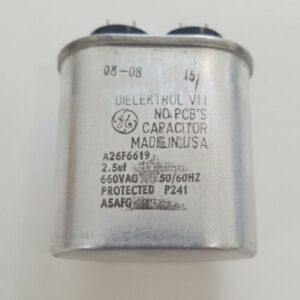 08-08 15/
DIELEKTROL VII
NO PCB'S
CAPACITOR
MADE IN USA
A26F6619
2.5uf
660VAC 50/60HZ
PROTECTED P241
ASAFO